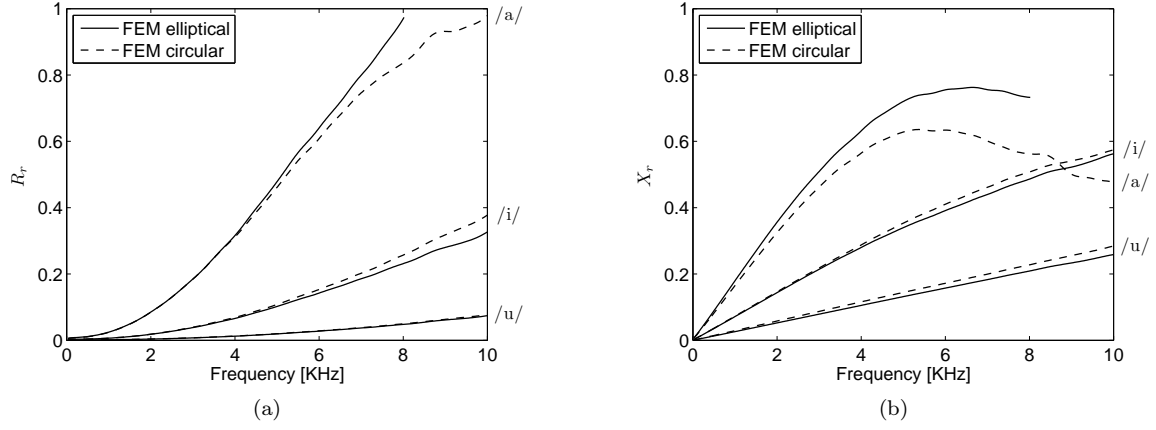 1
0.8
0.6
0.4
0.2
0
R_r
FEM elliptical
FEM circular
/a/
/i/
/u/
0 2 4 6 8 10
Frequency [KHz]
(a)
1
0.8
0.6
0.4
0.2
0
X_r
FEM elliptical
FEM circular
/i/
/a/
/u/
0 2 4 6 8 10
Frequency [KHz]
(b)